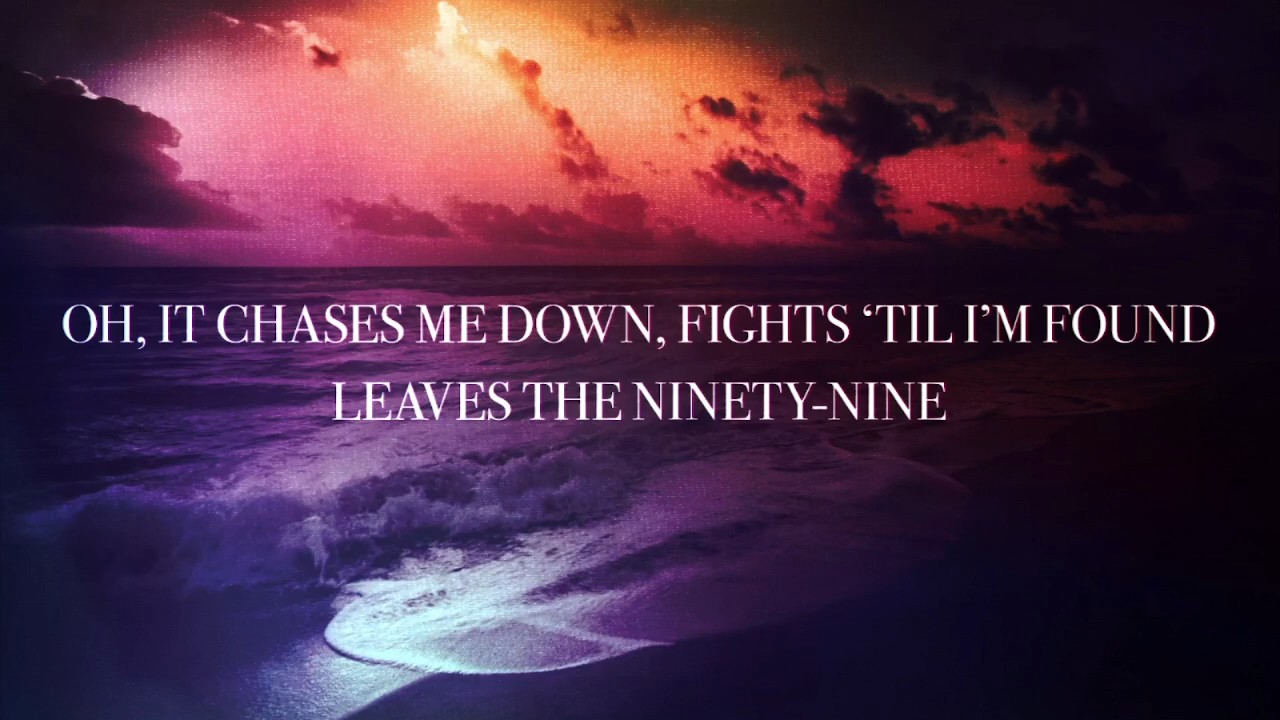 OH, IT CHASES ME DOWN, FIGHTS ‘TIL I’M FOUND
LEAVES THE NINETY-NINE